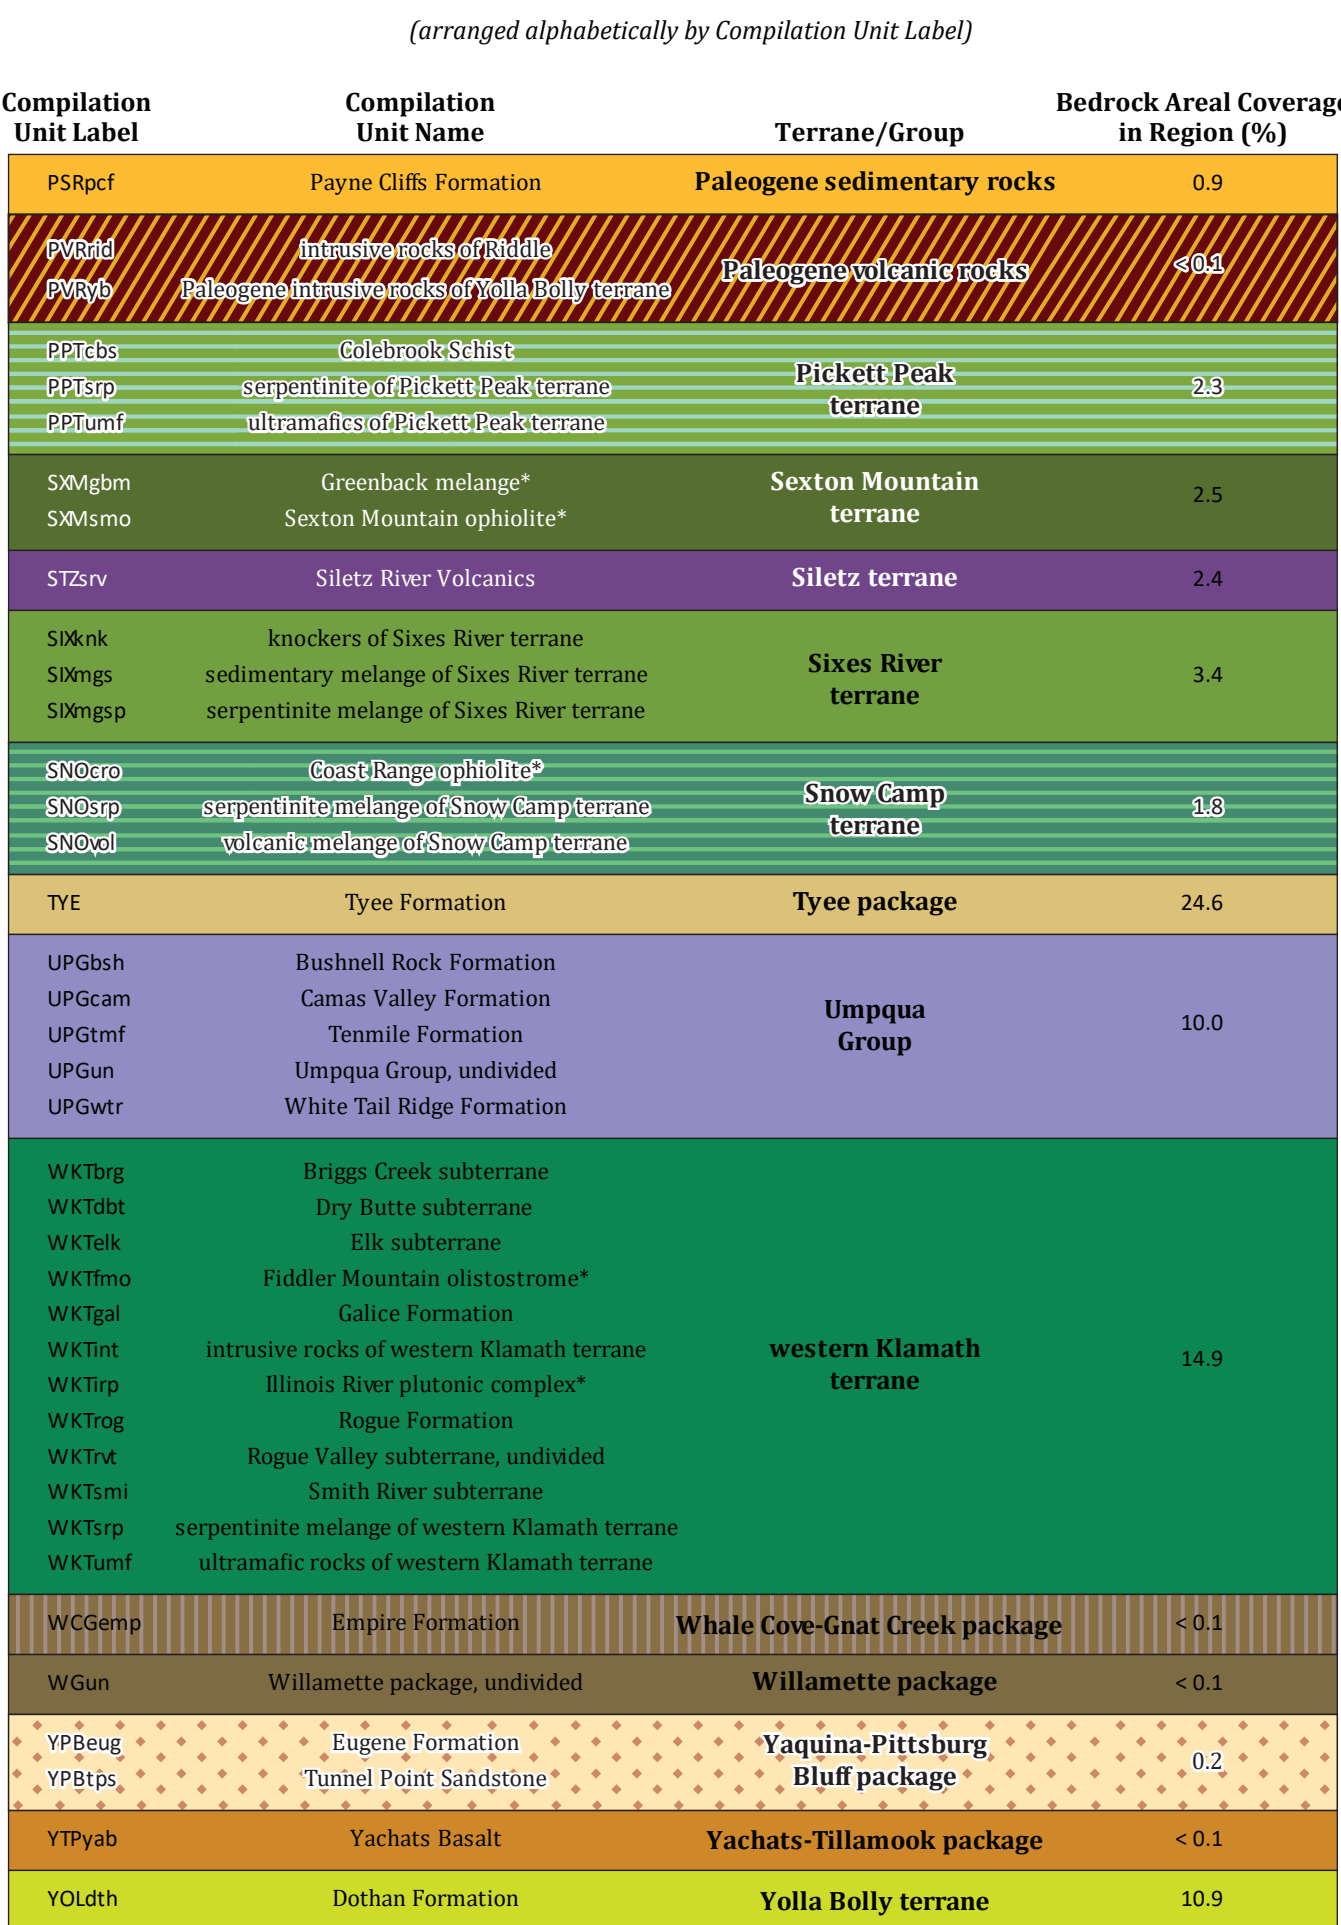 (arranged alphabetically by Compilation Unit Label)
Compilation Unit Label Compilation Unit Name Terrane/Group Bedrock Areal Coverage in Region (%)
PSRpcf Payne Cliffs Formation Paleogene sedimentary rocks 0.9
PVRrid intrusive rocks of Riddle
PVRyb Paleogene intrusive rocks of Yolla Bolly terrane
Paleogene volcanic rocks < 0.1
PPTcbs Colebrook Schist
PPTsrp serpentinite of Pickett Peak terrane
PPTumf ultramafics of Pickett Peak terrane
Pickett Peak terrane 2.3
SXMgbm Greenback melange*
SXMsmo Sexton Mountain ophiolite*
Sexton Mountain terrane 2.5
STZsrv Siletz River Volcanics Siletz terrane 2.4
SIXknk knockers of Sixes River terrane
SIXmgs sedimentary melange of Sixes River terrane
SIXmgsp serpentinite melange of Sixes River terrane
Sixes River terrane 3.4
SNOcro Coast Range ophiolite*
SNOsrp serpentinite melange of Snow Camp terrane
SNOvol volcanic melange of Snow Camp terrane
Snow Camp terrane 1.8
TYE Tyee Formation Tyee package 24.6
UPGbsh Bushnell Rock Formation
UPGcam Camas Valley Formation
UPGtmf Tenmile Formation
UPGun Umpqua Group, undivided
UPGwtr White Tail Ridge Formation
Umpqua Group 10.0
WKTbrg Briggs Creek subterrane
WKTdbt Dry Butte subterrane
WKTelk Elk subterrane
WKTfmo Fiddler Mountain olistostrome*
WKTgal Galice Formation
WKTint intrusive rocks of western Klamath terrane
WKTirp Illinois River plutonic complex*
WKTrog Rogue Formation
WKTrvt Rogue Valley subterrane, undivided
WKTsmi Smith River subterrane
WKTsrp serpentinite melange of western Klamath terrane
WKTumf ultramafic rocks of western Klamath terrane
western Klamath terrane 14.9
WCGemp Empire Formation Whale Cove-Gnat Creek package < 0.1
WGun Willamette package, undivided Willamette package < 0.1
YPBeug Eugene Formation
YPBtps Tunnel Point Sandstone
Yaquina-Pittsburg Bluff package 0.2
YTPyab Yachats Basalt Yachats-Tillamook package < 0.1
YOLdth Dothan Formation Yolla Bolly terrane 10.9